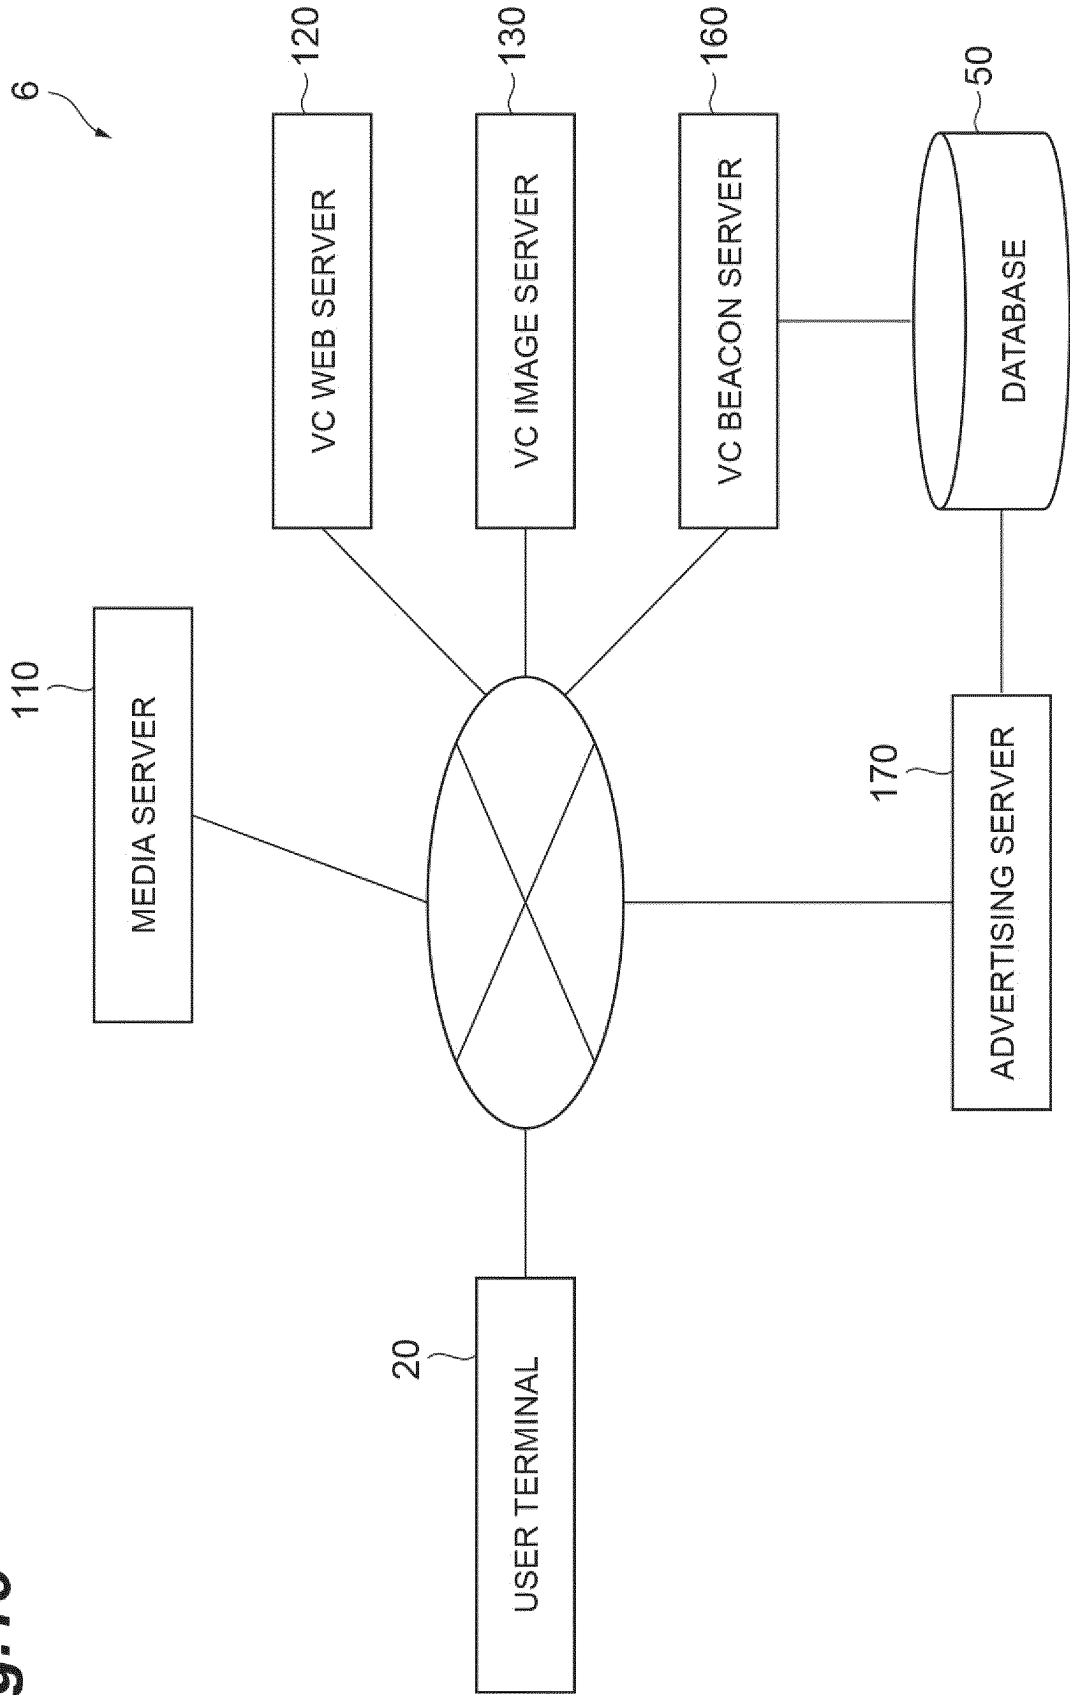 110
6
MEDIA SERVER
VC WEB SERVER
120
20
USER TERMINAL
VC IMAGE SERVER
130
VC BEACON SERVER
160
170
50
ADVERTISING SERVER
DATABASE